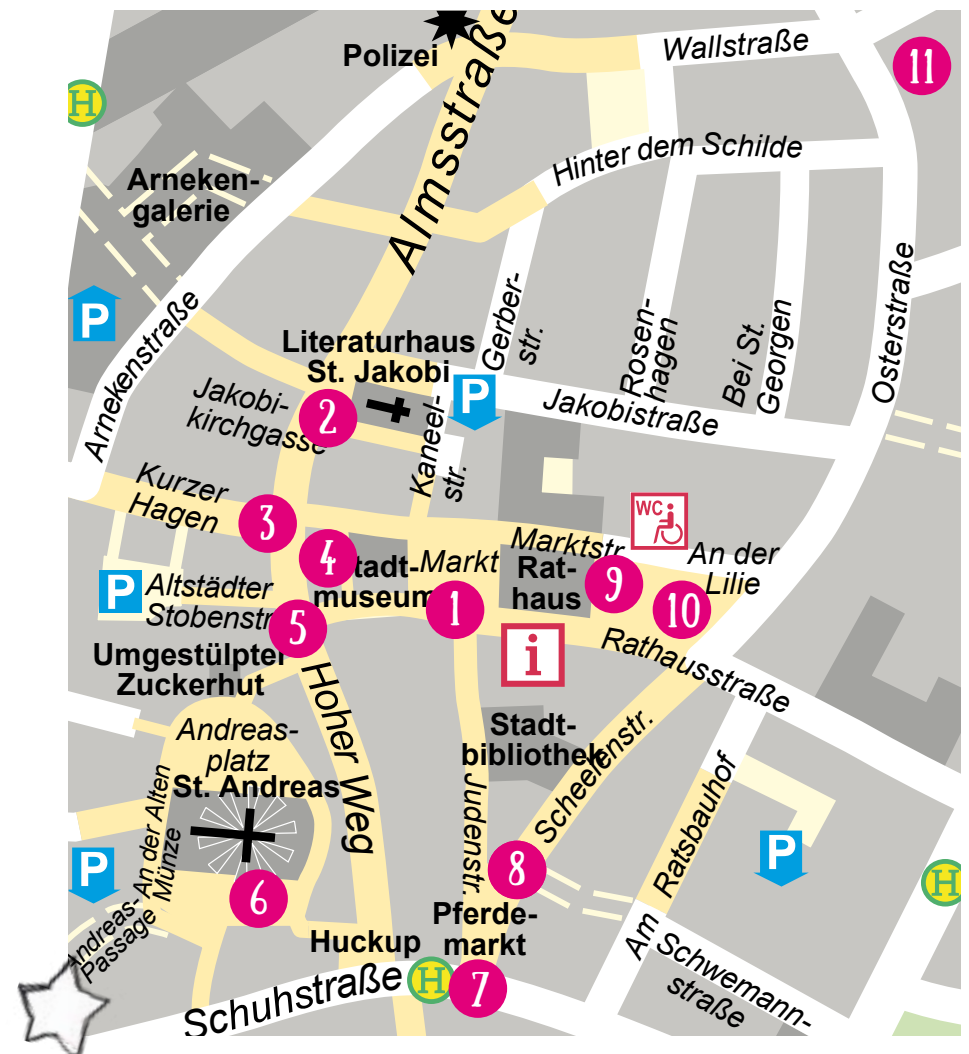 Polizei
Almsstraße
Wallstraße
11
H
Hinter dem Schilde
Arneken-
galerie
Osterstraße
P
Arnekenstraße
Literaturhaus
St. Jakobi
Gerber-
str.
Rosen-
hagen
Bei St.
Georgen
P
Jakobi-
kirchgasse
2
Jakobistraße
Kaneel-
str.
Kurzer
Hagen
3
WC
4
Stadt-
museum
Markt
Marktstr
Rat-
haus
9
An der
Lilie
10
P
Altstädter
Stobenstr
5
1
i
Rathausstraße
Umgestülpter
Zuckerhut
Hoher Weg
Andreas-
platz
Stadt-
bibliothek
St. Andreas
Judenstr.
Scheelenstr.
Am Ratsbauhof
An der Alten
Münze
P
P
8
H
6
Andreas-
Passage
Pferde-
markt
Huckup
Schwemann-
straße
Schuhstraße
H
7